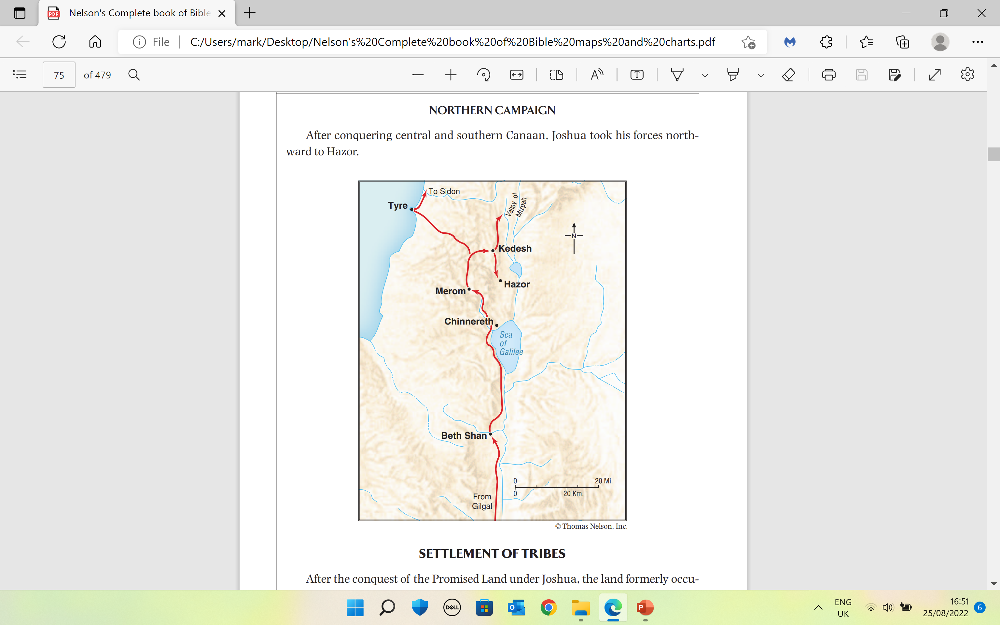 Nelson's Complete book of Bible
File
C:/Users/mark/Desktop/Nelson's%20Complete%20book%20of%20Bible%20maps%20and%20charts.pdf
75 of 479
NORTHERN CAMPAIGN
After conquering central and southern Canaan, Joshua took his forces north-
ward to Hazor.
To Sidon
Tyre
Valley of
Mizpah
N
Kedesh
Hazor
Merom
Chinnereth
Sea
of
Galilee
Beth Shan
0 20 Mi.
0 20 Km.
From
Gilgal
© Thomas Nelson, Inc.
SETTLEMENT OF TRIBES
After the conquest of the Promised Land under Joshua, the land formerly occu-
PDF
DELL
O
P
ENG
UK
16:51
25/08/2022
6